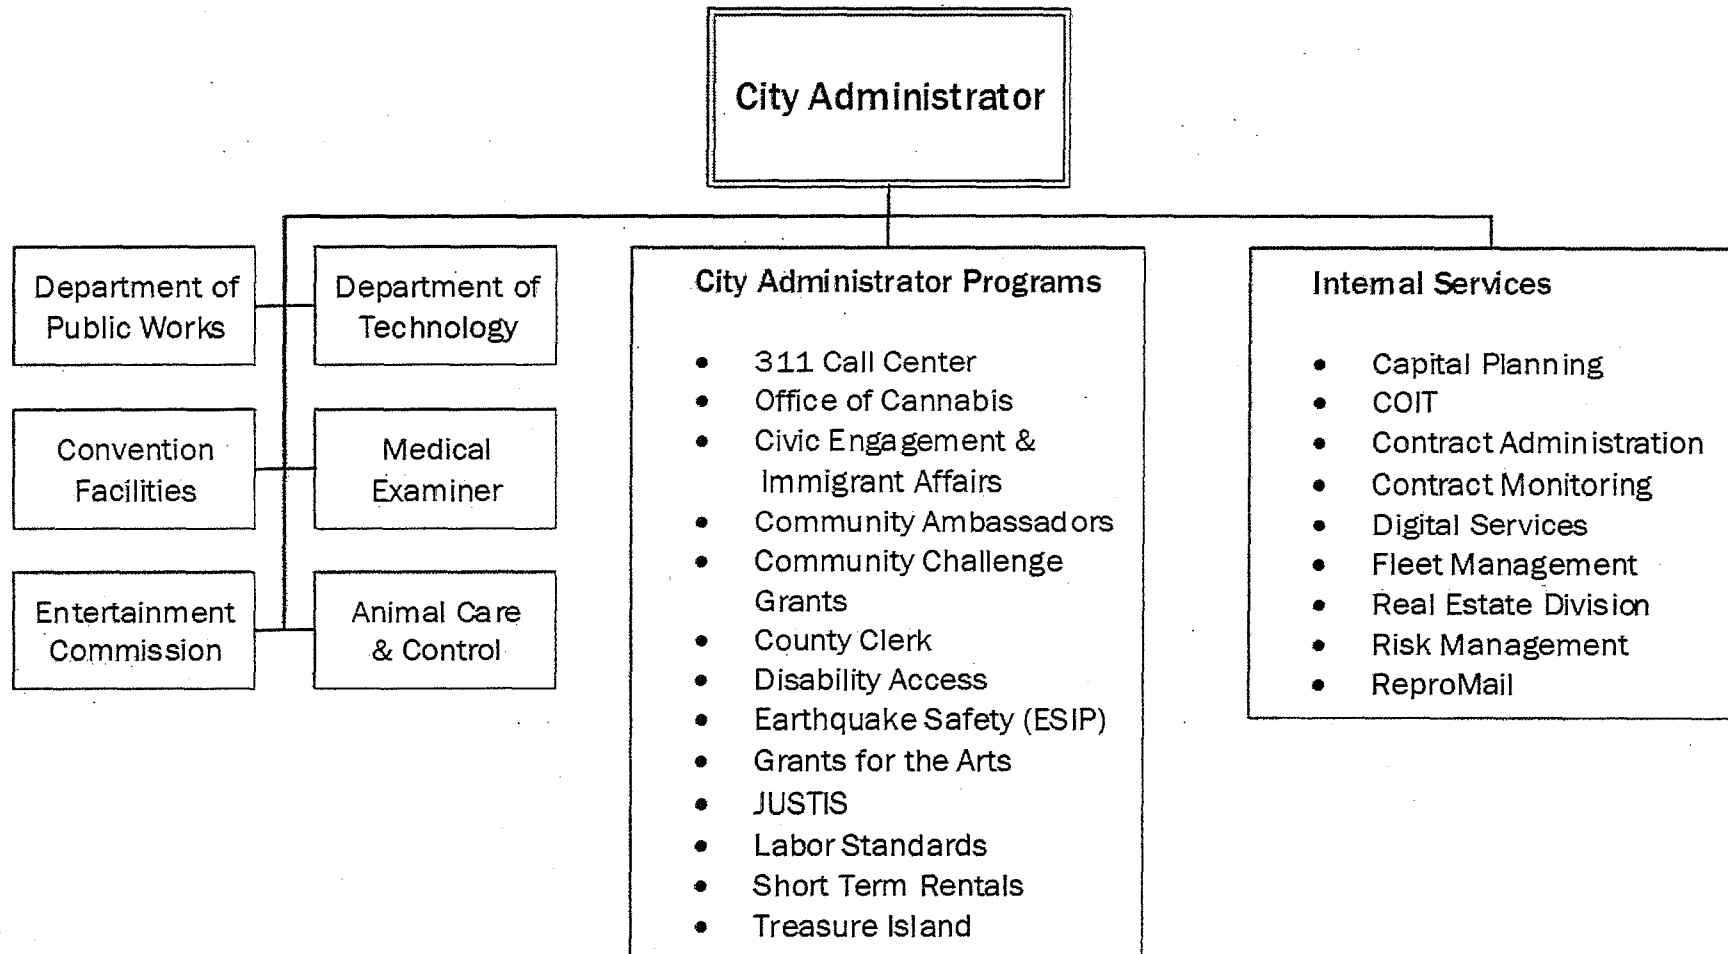 City Administrator
Department of
Public Works
Department of
Technology
Convention
Facilities
Medical
Examiner
Entertainment
Commission
Animal Care
& Control
City Administrator Programs
• 311 Call Center
• Office of Cannabis
• Civic Engagement &
Immigrant Affairs
• Community Ambassadors
• Community Challenge
Grants
• County Clerk
• Disability Access
• Earthquake Safety (ESIP)
• Grants for the Arts
• JUSTIS
• Labor Standards
• Short Term Rentals
• Treasure Island
Internal Services
• Capital Planning
• COIT
• Contract Administration
• Contract Monitoring
• Digital Services
• Fleet Management
• Real Estate Division
• Risk Management
• ReproMail